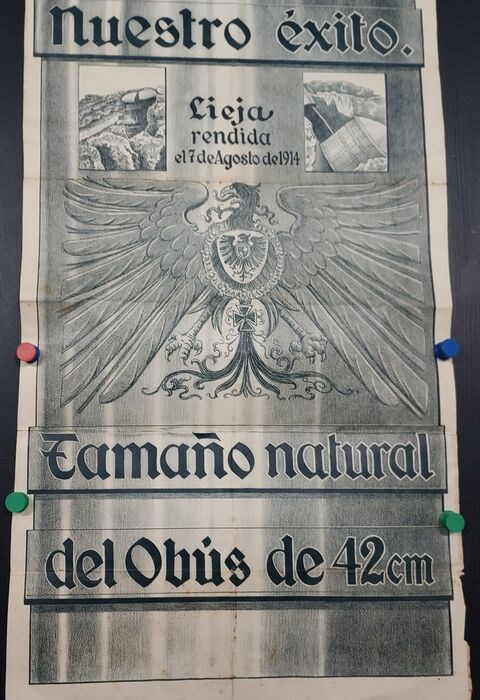 Nuestro éxito.
Lieja
rendida
el 7 de Agosto de 1914
Tamaño natural
del Obús de 42cm